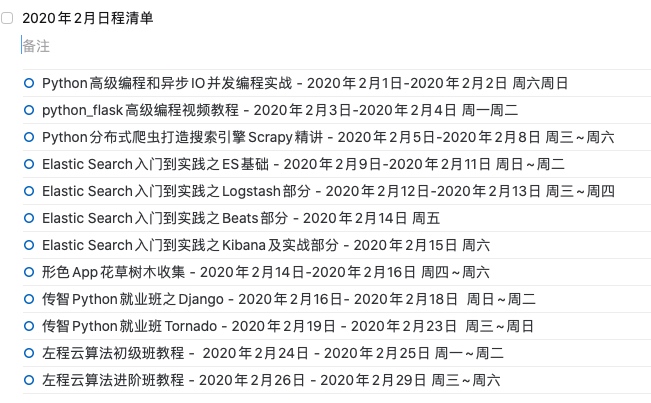 2020年2月日程清单
备注
Python高级编程和异步IO并发编程实战 - 2020年2月1日-2020年2月2日 周六周日
python_flask高级编程视频教程 - 2020年2月3日-2020年2月4日 周一周二
Python分布式爬虫打造搜索引擎Scrapy精讲 - 2020年2月5日-2020年2月8日 周三~周六
Elastic Search入门到实践之ES基础 - 2020年2月9日-2020年2月11日 周日~周二
Elastic Search入门到实践之Logstash部分 - 2020年2月12日-2020年2月13日 周三~周四
Elastic Search入门到实践之Beats部分 - 2020年2月14日 周五
Elastic Search入门到实践之Kibana及实战部分 - 2020年2月15日 周六
形色App花草树木收集 - 2020年2月14日-2020年2月16日 周四~周六
传智Python就业班之Django - 2020年2月16日- 2020年2月18日 周日~周二
传智Python就业班Tornado - 2020年2月19日 - 2020年2月23日 周三~周日
左程云算法初级班教程 - 2020年2月24日 - 2020年2月25日 周一~周二
左程云算法进阶班教程 - 2020年2月26日 - 2020年2月29日 周三~周六